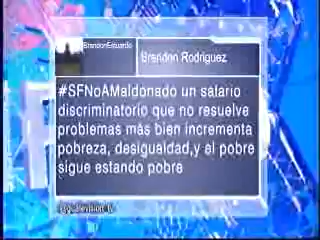 BrandonEduardo
Brandon Rodriguez
#SFNoAMaldonado un salario
discriminatorio que no resuelve
problemas más bien incrementa
pobreza, desigualdad,y el pobre
sigue estando pobre